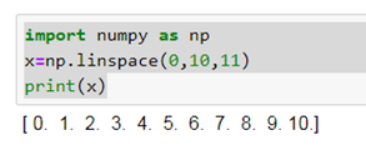 import numpy as np
x=np.linspace(0,10,11)
print(x)
[ 0. 1. 2. 3. 4. 5. 6. 7. 8. 9. 10.]